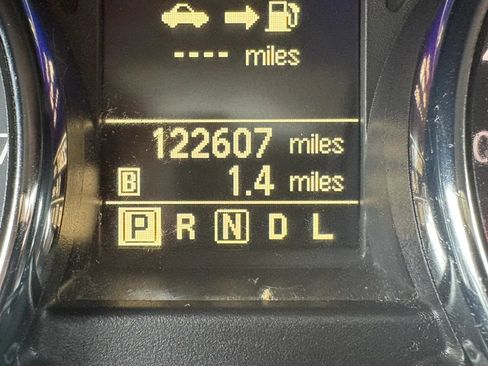 ---- miles
122607 miles
B 1.4 miles
P R N D L